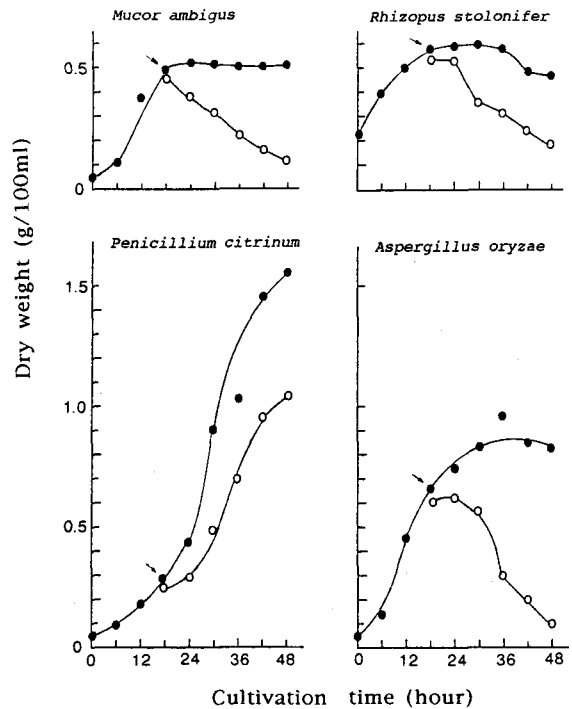 Mucor ambigus
Rhizopus stolonifer
0.5
0
Penicillium citrinum
Aspergillus oryzae
1.5
1.0
0.5
0
0 12 24 36 48
0 12 24 36 48
Dry weight (g/100ml)
Cultivation time (hour)